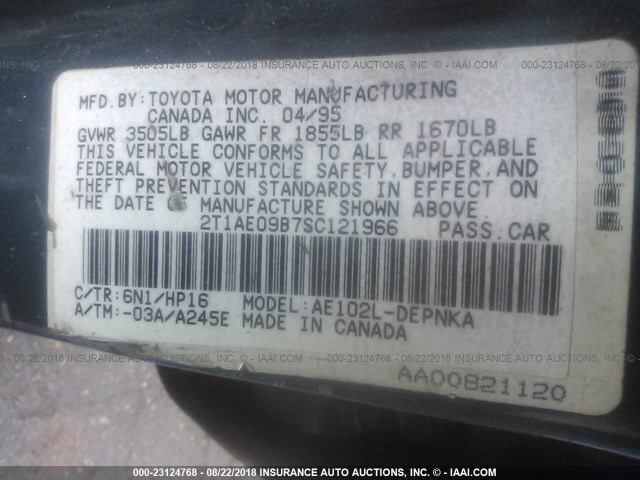 000-23124768 - 08/22/2018 INSURANCE AUTO AUCTIONS, INC. - IAAI.COM
MFD. BY: TOYOTA MOTOR MANUFACTURING
CANADA INC. 04/95
GVWR 3505LB GAWR FR 1855LB RR 1670LB
THIS VEHICLE CONFORMS TO ALL APPLICABLE
FEDERAL MOTOR VEHICLE SAFETY, BUMPER, AND
THEFT PREVENTION STANDARDS IN EFFECT ON
THE DATE OF MANUFACTURE SHOWN ABOVE.
2T1AE09B7SC121966 PASS. CAR
C/TR: 6N1/HP16 MODEL: AE102L-DEPNKA
A/TM: -03A/A245E MADE IN CANADA
AA00821120
000-23124768 - 08/22/2018 INSURANCE AUTO AUCTIONS, INC. - IAAI.COM